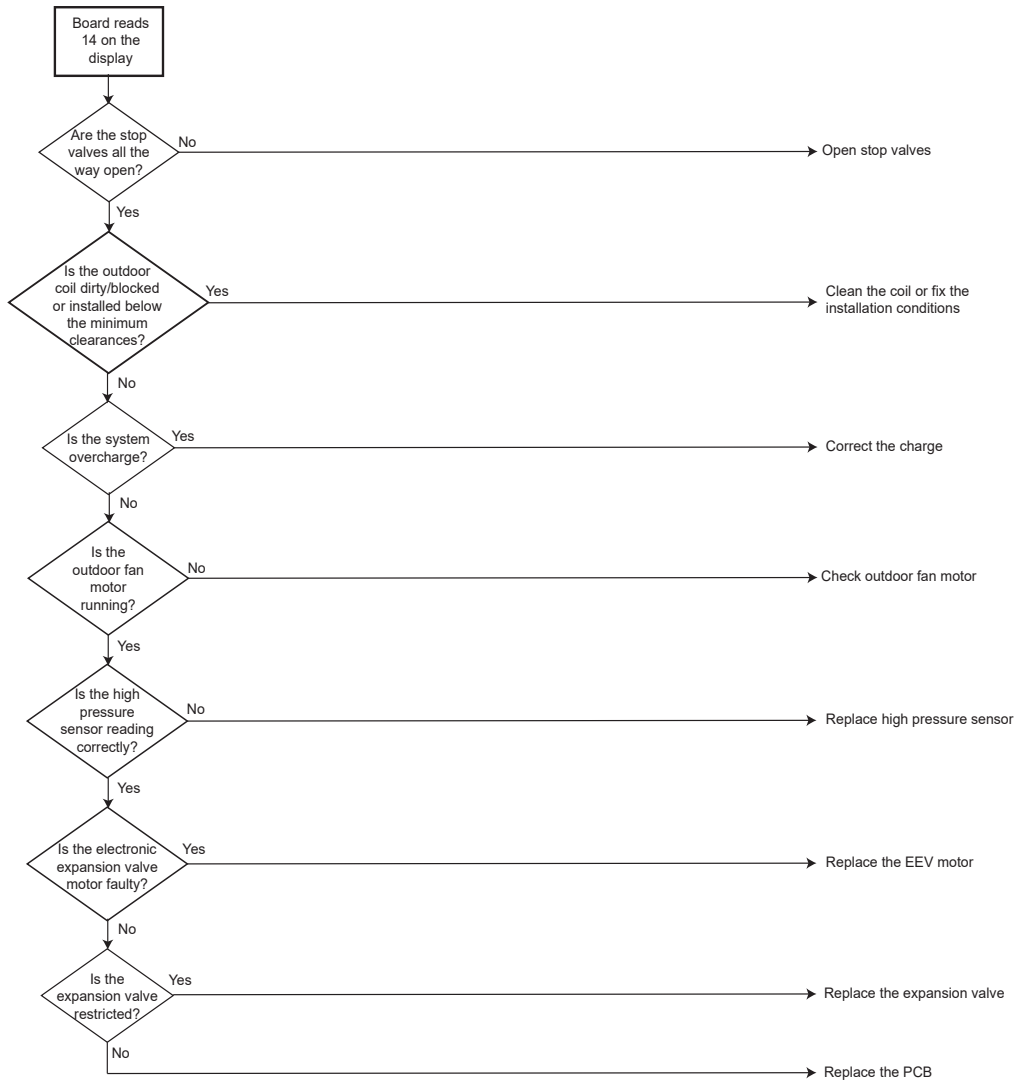 Board reads
14 on the
display
Are the stop
valves all the
way open?
No
Open stop valves
Yes
Is the outdoor
coil dirty/blocked
or installed below
the minimum
clearances?
Yes
Clean the coil or fix the
installation conditions
No
Is the system
overcharge?
Yes
Correct the charge
No
Is the
outdoor fan
motor
running?
No
Check outdoor fan motor
Yes
Is the high
pressure
sensor reading
correctly?
No
Replace high pressure sensor
Yes
Is the electronic
expansion valve
motor faulty?
Yes
Replace the EEV motor
No
Is the
expansion valve
restricted?
Yes
Replace the expansion valve
No
Replace the PCB